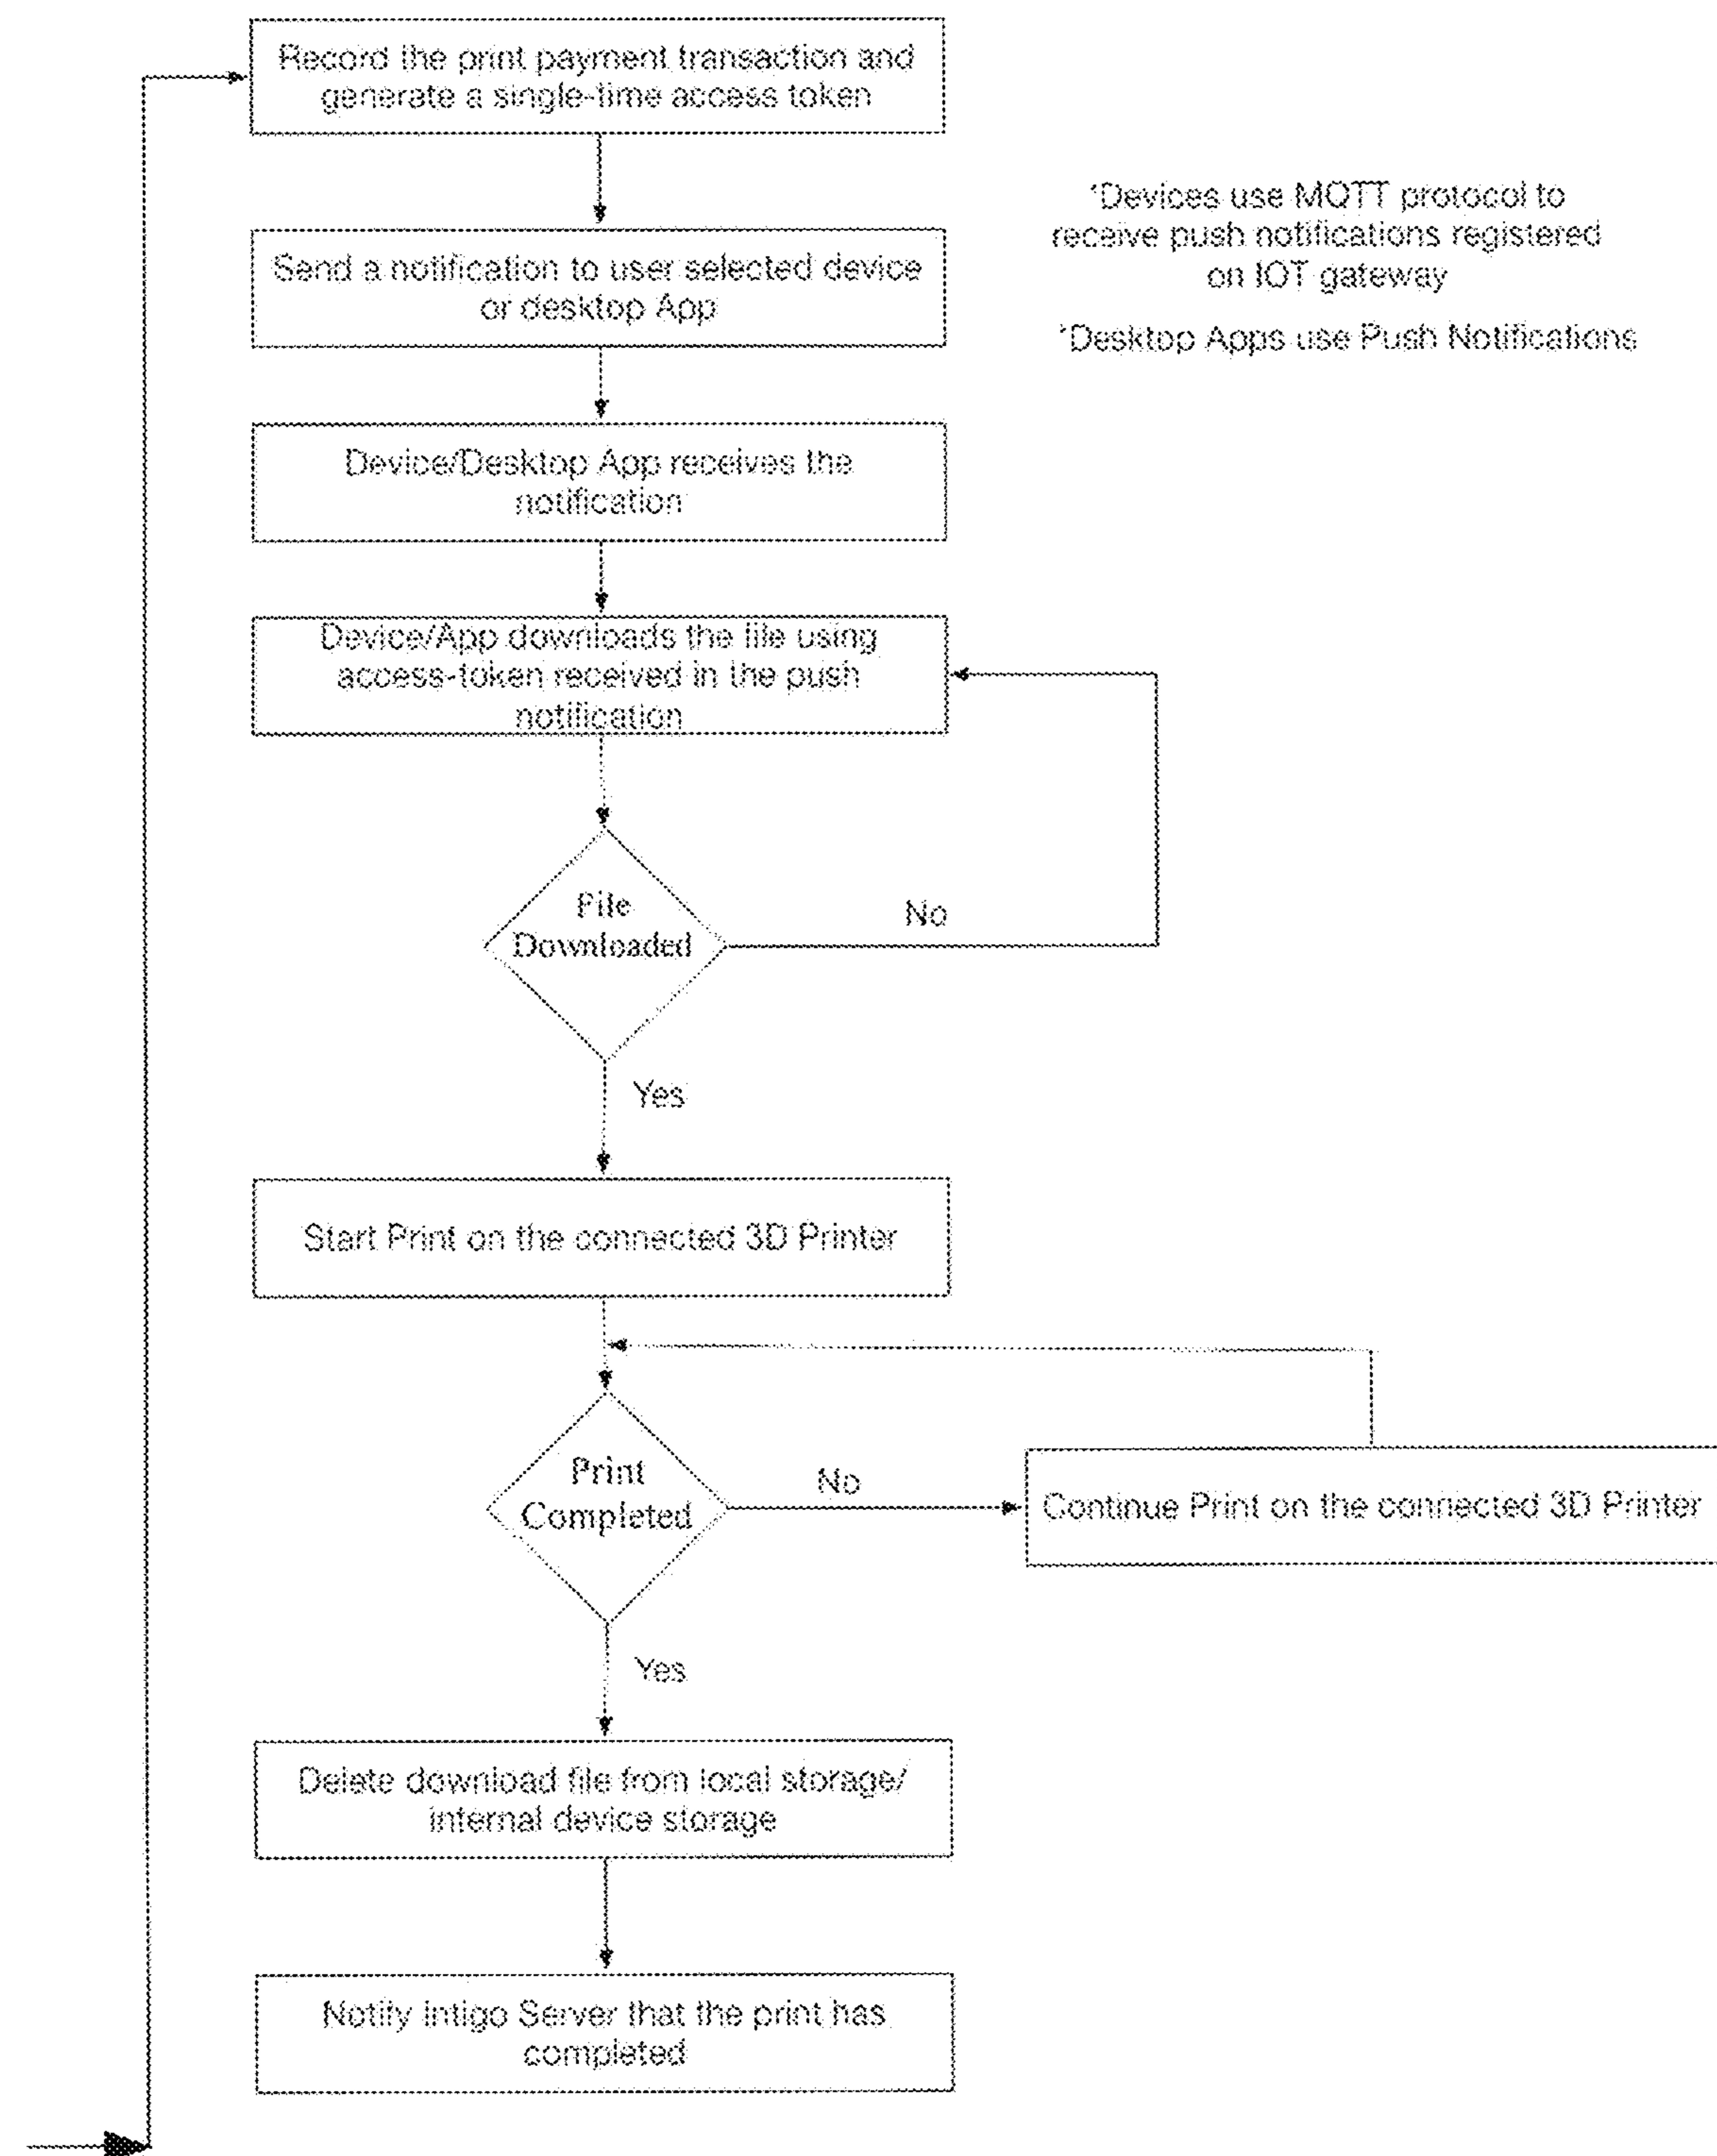 Record the print payment transaction and
generate a single-time access token
*Devices use MQTT protocol to
receive push notifications registered
on IOT gateway
*Desktop Apps use Push Notifications
Send a notification to user selected device
or desktop App
Device/Desktop App receives the
notification
Device/App downloads the file using
access-token received in the push
notification
File
Downloaded
No
Yes
Start Print on the connected 3D Printer
Print
Completed
No
Continue Print on the connected 3D Printer
Yes
Delete download file from local storage/
internal device storage
Notify Intigo Server that the print has
completed